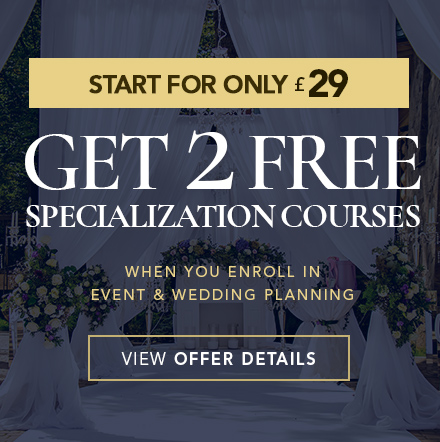 START FOR ONLY £29
GET 2 FREE
SPECIALIZATION COURSES
WHEN YOU ENROLL IN
EVENT & WEDDING PLANNING
VIEW OFFER DETAILS